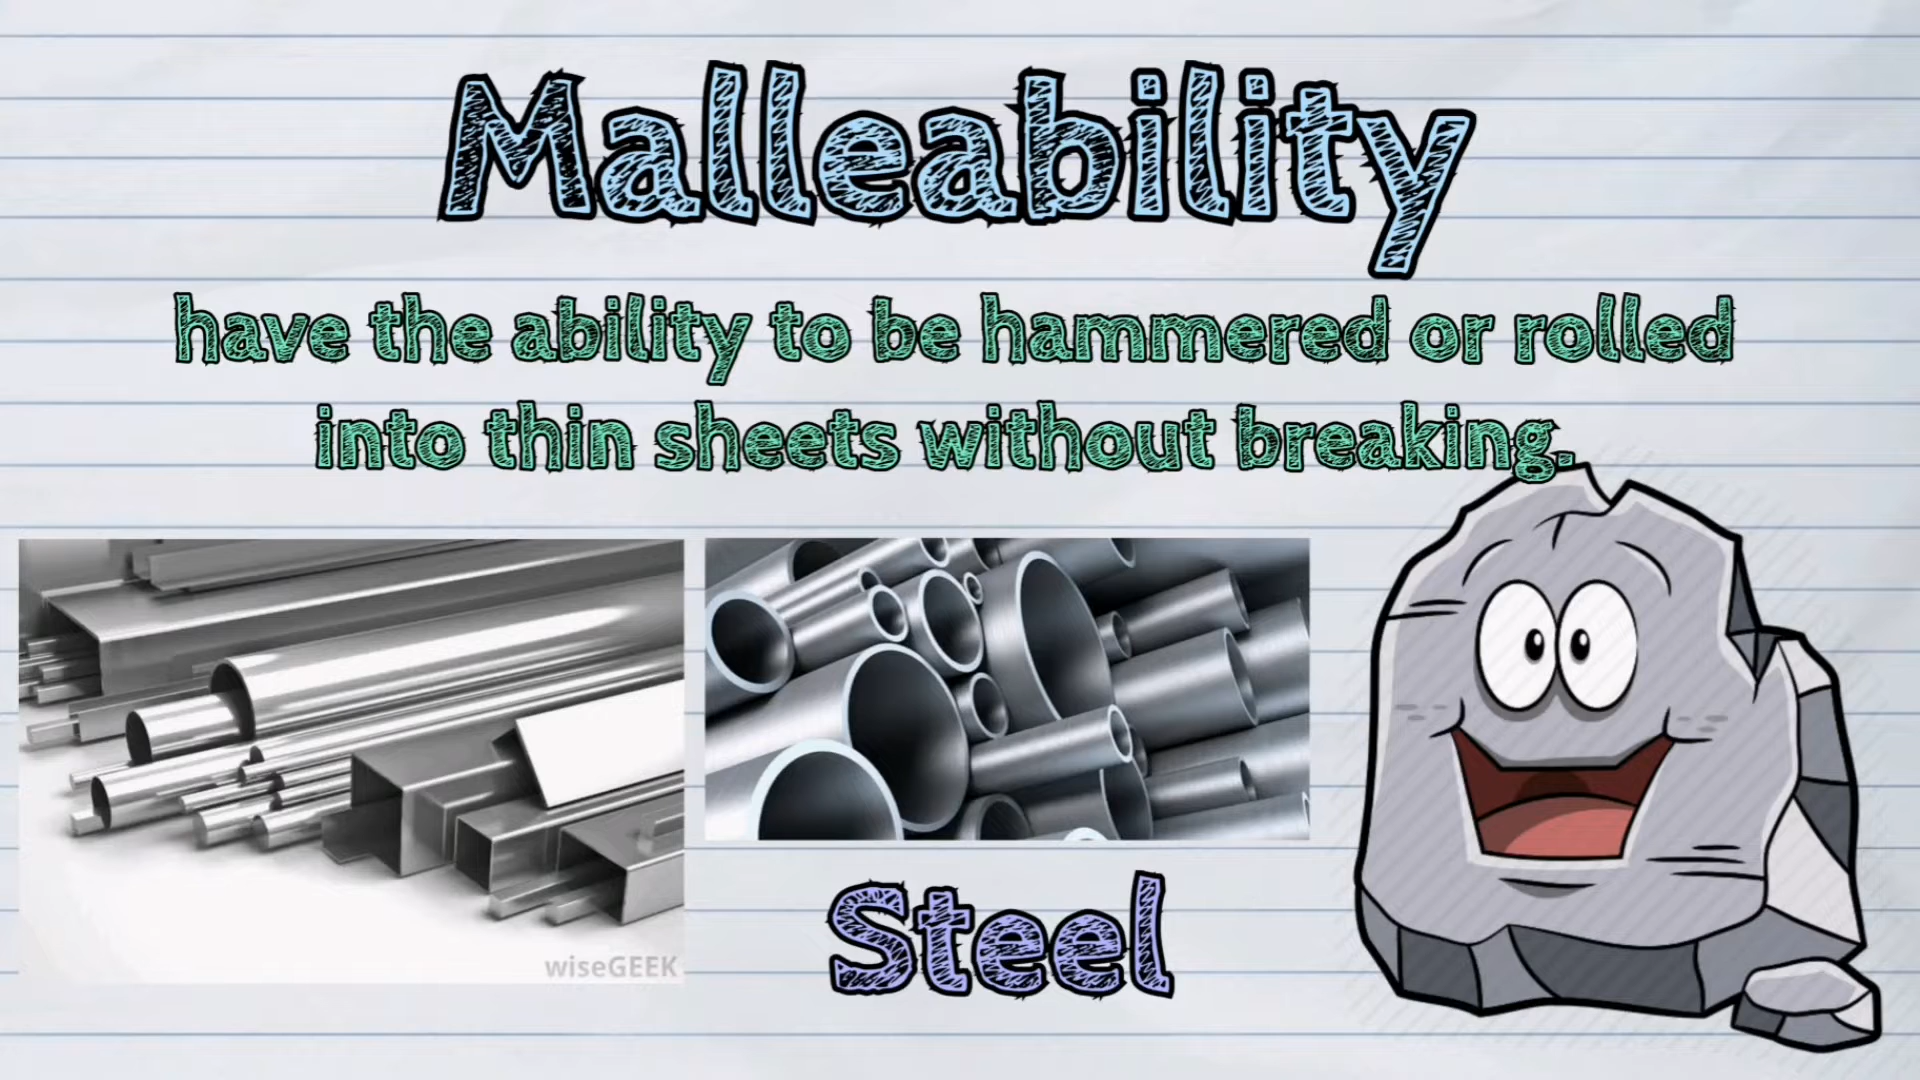 Malleability
have the ability to be hammered or rolled
into thin sheets without breaking.
wiseGEEK
Steel